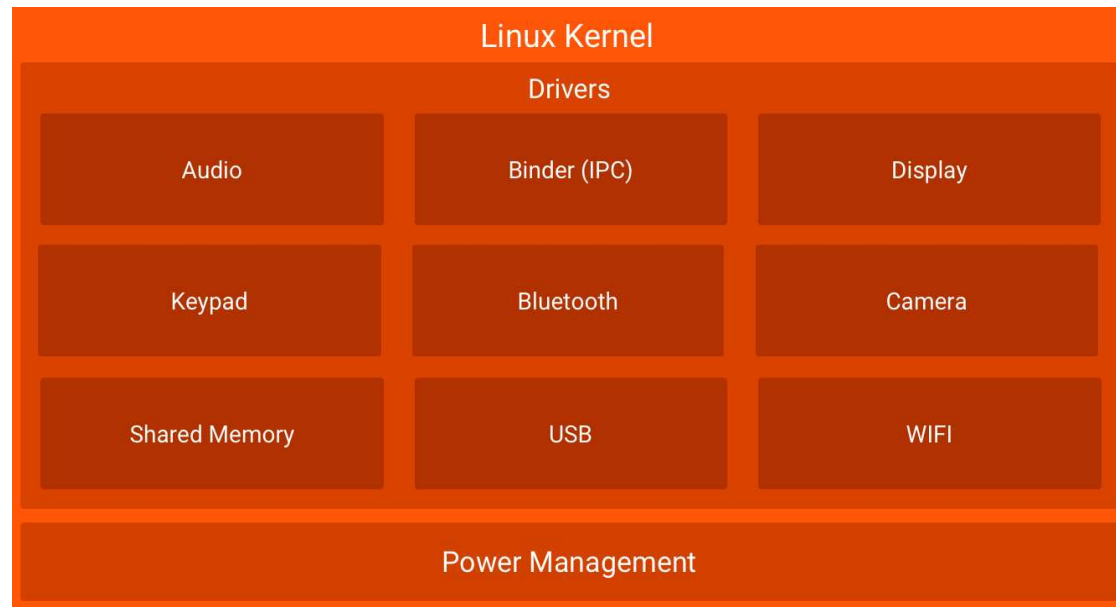 Linux Kernel
Drivers
Audio
Binder (IPC)
Display
Keypad
Bluetooth
Camera
Shared Memory
USB
WIFI
Power Management